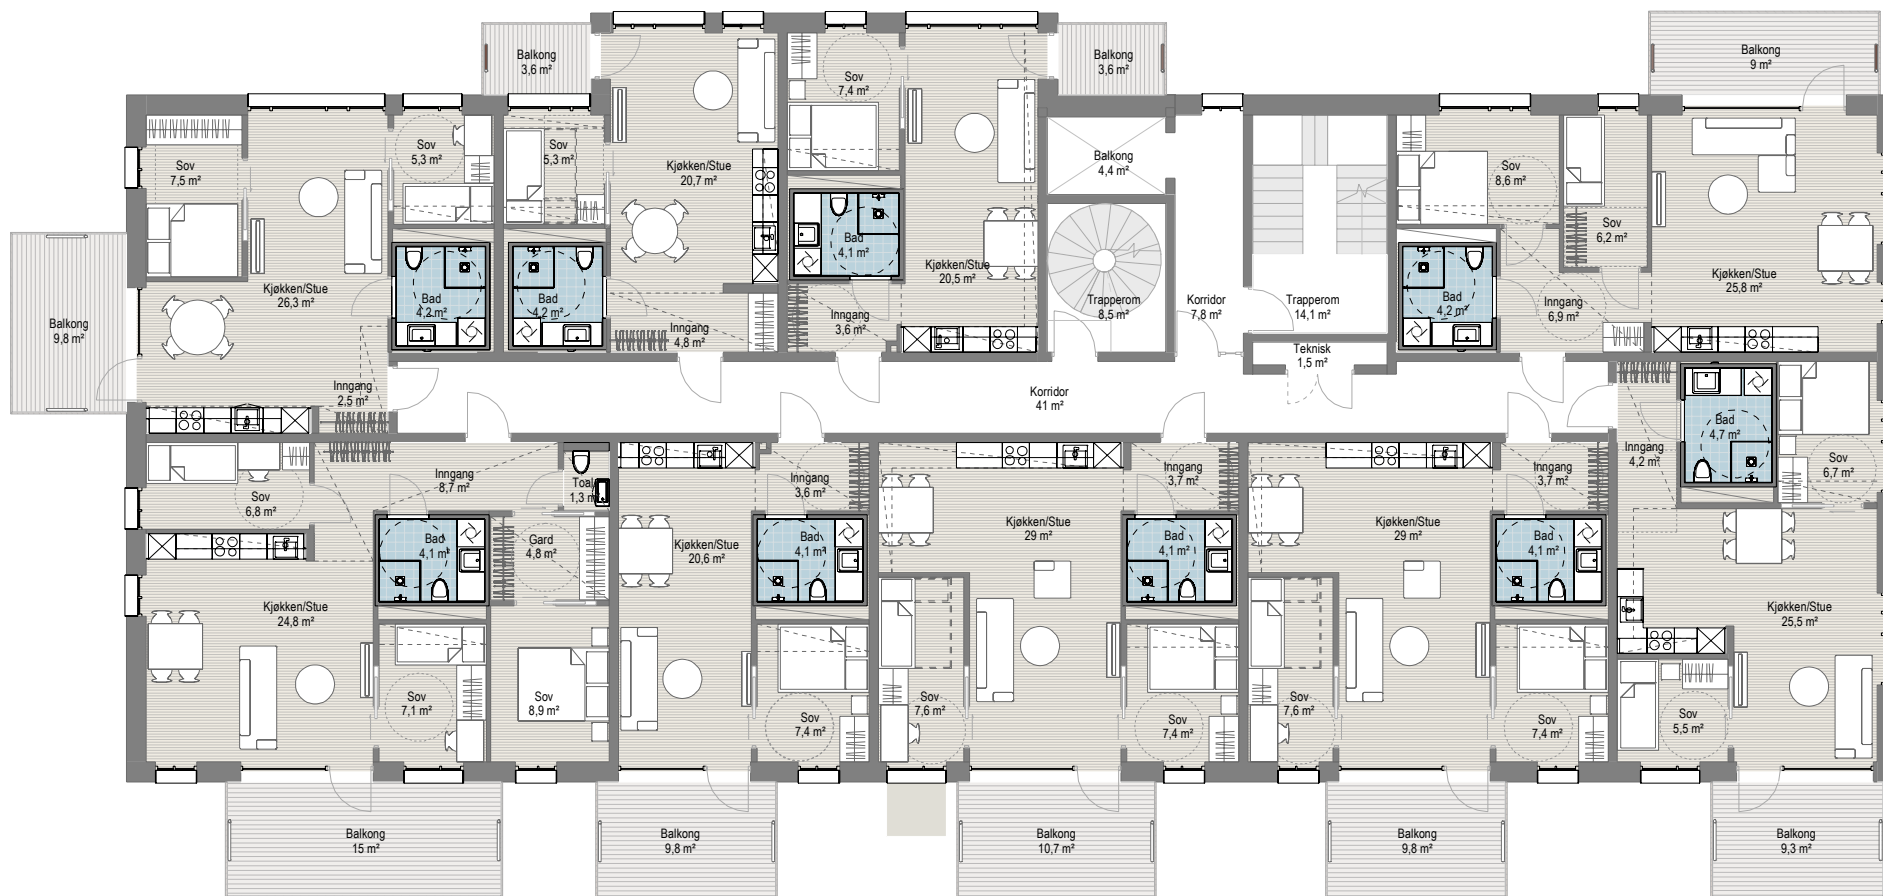 Balkong
3,6 m²
Sov
7,4 m²
Balkong
3,6 m²
Balkong
9 m²
Sov
7,5 m²
Sov
5,3 m²
Sov
5,3 m²
Kjøkken/Stue
20,7 m²
Balkong
4,4 m²
Sov
8,6 m²
Sov
6,2 m²
Bad
4,1 m²
Kjøkken/Stue
20,5 m²
Kjøkken/Stue
25,8 m²
Kjøkken/Stue
26,3 m²
Bad
4,2 m²
Bad
4,2 m²
Bad
4,2 m²
Inngang
6,9 m²
Balkong
9,8 m²
Inngang
4,8 m²
Inngang
3,6 m²
Trapperom
8,5 m²
Korridor
7,8 m²
Trapperom
14,1 m²
Teknisk
1,5 m²
Inngang
2,5 m²
Korridor
41 m²
Bad
4,7 m²
Inngang
4,2 m²
Sov
6,7 m²
Sov
6,8 m²
Inngang
8,7 m²
Toal
1,3 m
Inngang
3,6 m²
Inngang
3,7 m²
Inngang
3,7 m²
Bad
4,1 m²
Gard
4,8 m²
Kjøkken/Stue
20,6 m²
Bad
4,1 m²
Kjøkken/Stue
29 m²
Bad
4,1 m²
Kjøkken/Stue
29 m²
Bad
4,1 m²
Kjøkken/Stue
24,8 m²
Kjøkken/Stue
25,5 m²
Sov
7,1 m²
Sov
8,9 m²
Sov
7,4 m²
Sov
7,6 m²
Sov
7,4 m²
Sov
7,6 m²
Sov
7,4 m²
Sov
5,5 m²
Balkong
15 m²
Balkong
9,8 m²
Balkong
10,7 m²
Balkong
9,8 m²
Balkong
9,3 m²